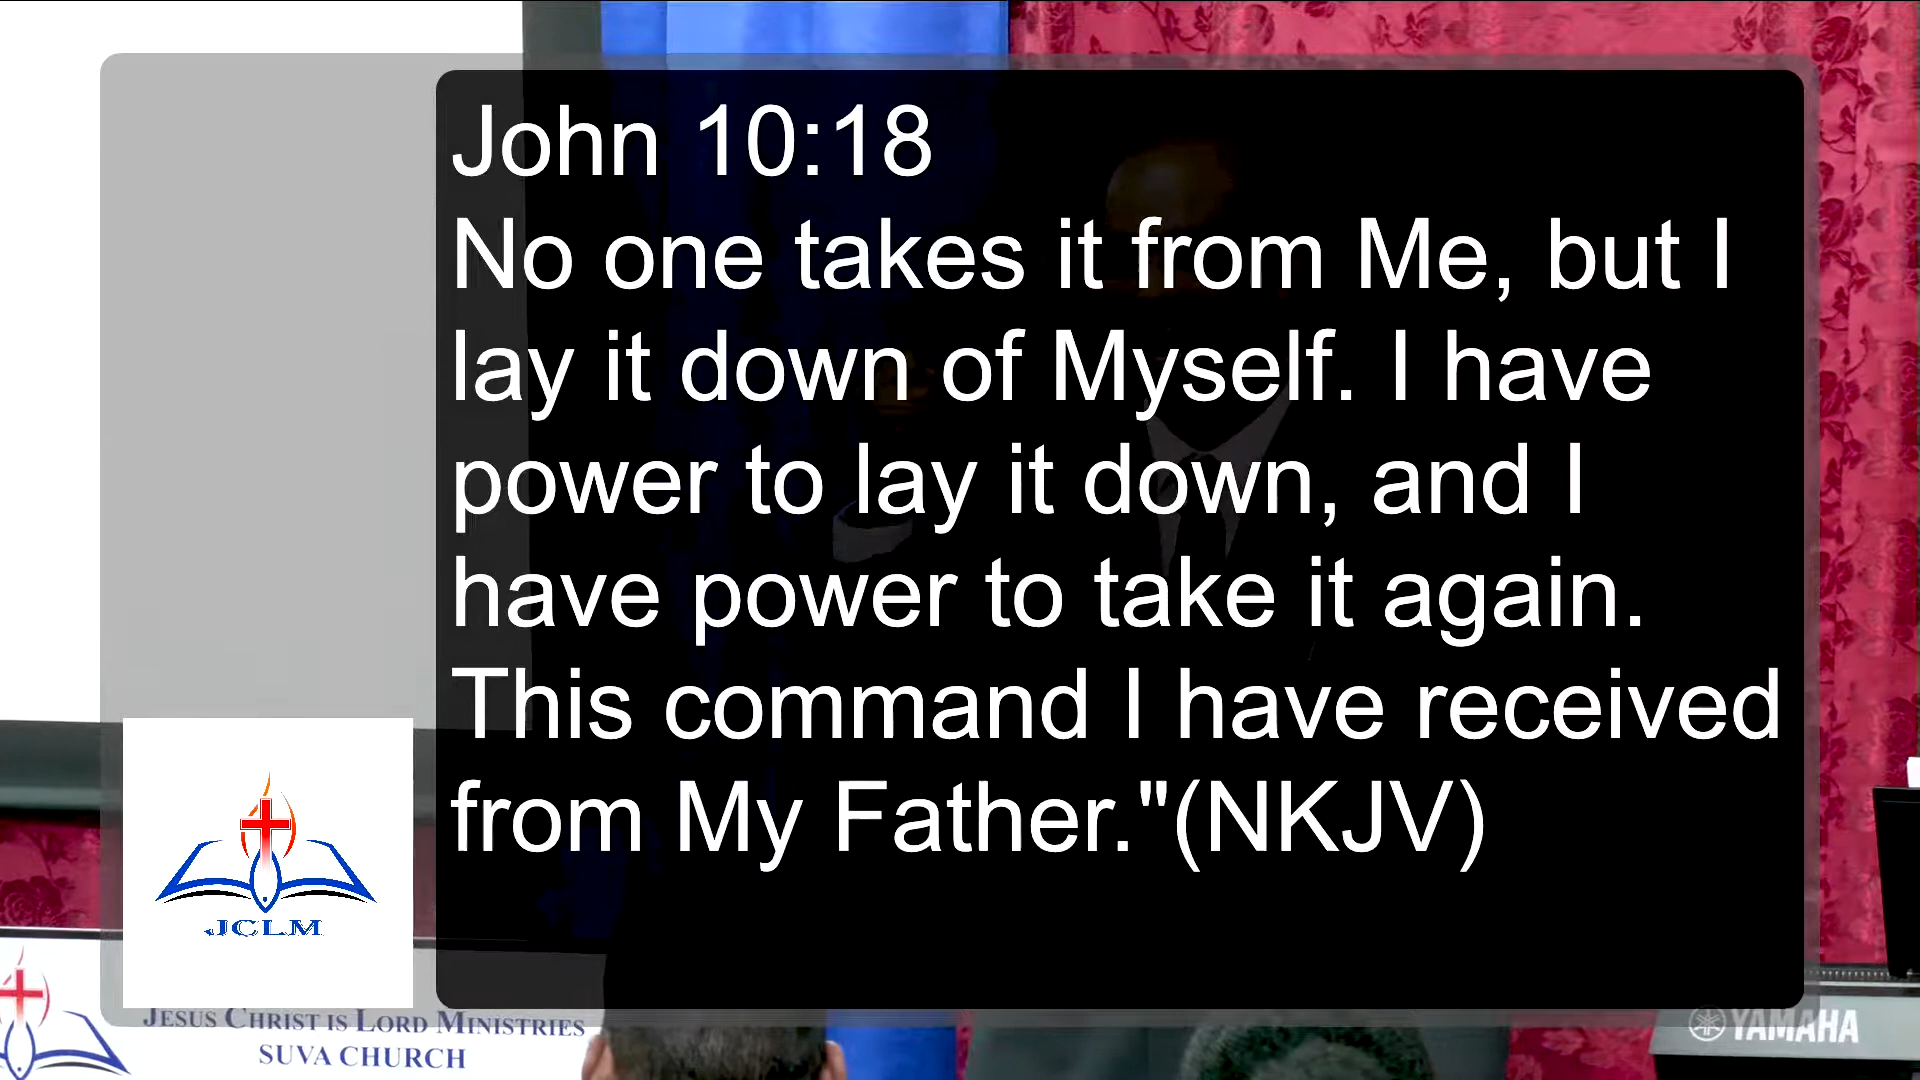 John 10:18
No one takes it from Me, but I
lay it down of Myself. I have
power to lay it down, and I
have power to take it again.
This command I have received
from My Father."(NKJV)
JCLM
JESUS CHRIST IS LORD MINISTRIES
SUVA CHURCH
YAMAHA